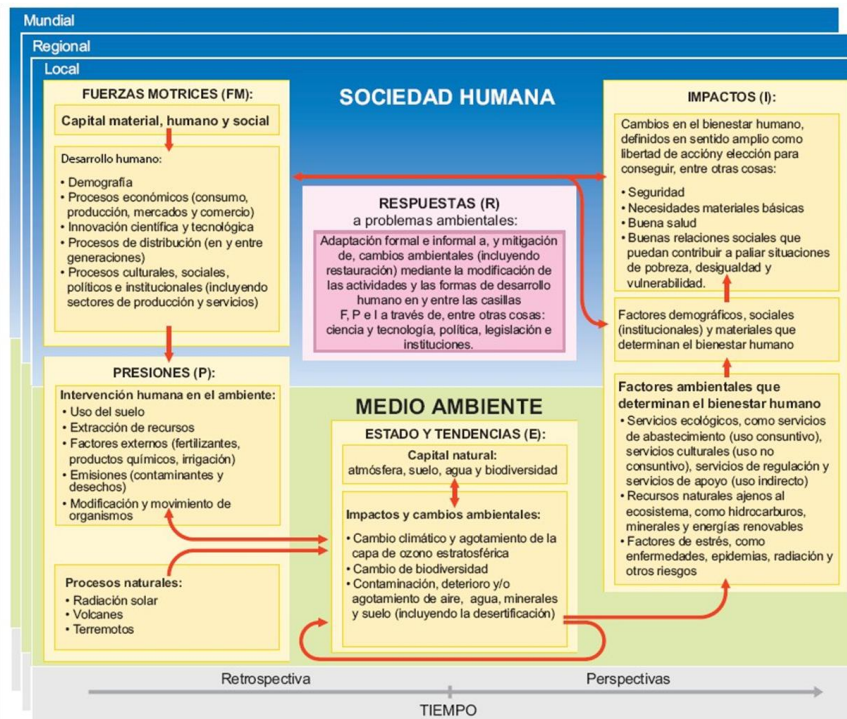 Mundial
Regional
Local
SOCIEDAD HUMANA
FUERZAS MOTRICES (FM):
Capital material, humano y social
Desarrollo humano:
• Demografía
• Procesos económicos (consumo,
producción, mercados y comercio)
• Innovación científica y tecnológica
• Procesos de distribución (en y entre
generaciones)
• Procesos culturales, sociales,
políticos e institucionales (incluyendo
sectores de producción y servicios)
PRESIONES (P):
Intervención humana en el ambiente:
• Uso del suelo
• Extracción de recursos
• Factores externos (fertilizantes,
productos químicos, irrigación)
• Emisiones (contaminantes y
desechos)
• Modificación y movimiento de
organismos
Procesos naturales:
• Radiación solar
• Volcanes
• Terremotos
RESPUESTAS (R)
a problemas ambientales:
Adaptación formal e informal a, y mitigación
de, cambios ambientales (incluyendo
restauración) mediante la modificación de
las actividades y las formas de desarrollo
humano en y entre las casillas
F, P e I a través de, entre otras cosas:
ciencia y tecnología, política, legislación e
instituciones.
MEDIO AMBIENTE
ESTADO Y TENDENCIAS (E):
Capital natural:
atmósfera, suelo, agua y biodiversidad
Impactos y cambios ambientales:
• Cambio climático y agotamiento de la
capa de ozono estratosférica
• Cambio de biodiversidad
• Contaminación, deterioro y/o
agotamiento de aire, agua, minerales
y suelo (incluyendo la desertificación)
IMPACTOS (I):
Cambios en el bienestar humano,
definidos en sentido amplio como
libertad de accióny elección para
conseguir, entre otras cosas:
• Seguridad
• Necesidades materiales básicas
• Buena salud
• Buenas relaciones sociales que
puedan contribuir a paliar situaciones
de pobreza, desigualdad y
vulnerabilidad.
Factores demográficos, sociales
(institucionales) y materiales que
determinan el bienestar humano
Factores ambientales que
determinan el bienestar humano
• Servicios ecológicos, como servicios
de abastecimiento (uso consuntivo),
servicios culturales (uso no
consuntivo), servicios de regulación y
servicios de apoyo (uso indirecto)
• Recursos naturales ajenos al
ecosistema, como hidrocarburos,
minerales y energías renovables
• Factores de estrés, como
enfermedades, epidemias, radiación y
otros riesgos
Retrospectiva
Perspectivas
TIEMPO